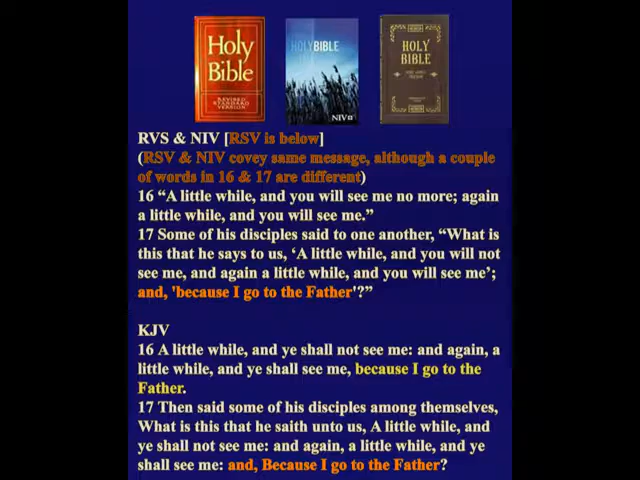 Holy
Bible
REVISED
STANDARD
VERSION
HOLY BIBLE
NIV
HOLY
BIBLE
RVS & NIV [RSV is below]
(RSV & NIV covey same message, although a couple
of words in 16 & 17 are different)
16 “A little while, and you will see me no more; again
a little while, and you will see me.”
17 Some of his disciples said to one another, “What is
this that he says to us, ‘A little while, and you will not
see me, and again a little while, and you will see me’;
and, 'because I go to the Father'?”
KJV
16 A little while, and ye shall not see me: and again, a
little while, and ye shall see me, because I go to the
Father.
17 Then said some of his disciples among themselves,
What is this that he saith unto us, A little while, and
ye shall not see me: and again, a little while, and ye
shall see me: and, Because I go to the Father?